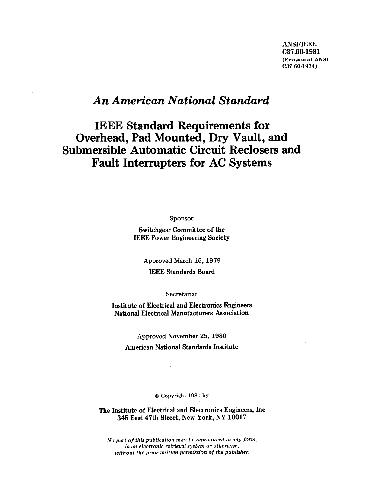 ANSI/IEEE
C37.60-1981
(Revision of ANSI
C37.60-1974)
An American National Standard
IEEE Standard Requirements for
Overhead, Pad Mounted, Dry Vault, and
Submersible Automatic Circuit Reclosers and
Fault Interrupters for AC Systems
Sponsor
Switchgear Committee of the
IEEE Power Engineering Society
Approved March 15, 1979
IEEE Standards Board
Secretariat
Institute of Electrical and Electronics Engineers
National Electrical Manufacturers Association
Approved November 25, 1980
American National Standards Institute
© Copyright 1981 by
The Institute of Electrical and Electronics Engineers, Inc
345 East 47th Street, New York, NY 10017
No part of this publication may be reproduced in any form,
in an electronic retrieval system or otherwise,
without the prior written permission of the publisher.